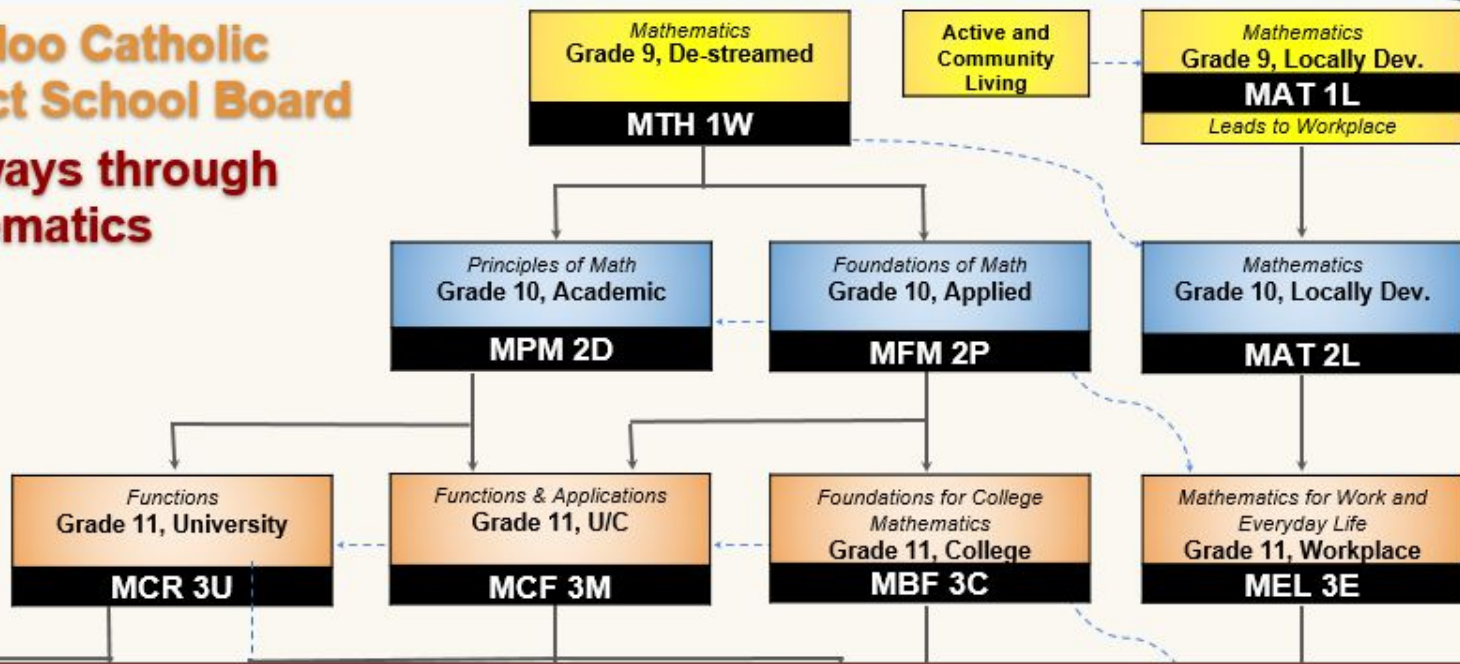 loo Catholic
ct School Board
ways through
matics
Mathematics
Grade 9, De-streamed
MTH 1W
Active and
Community
Living
Mathematics
Grade 9, Locally Dev.
MAT 1L
Leads to Workplace
Principles of Math
Grade 10, Academic
MPM 2D
Foundations of Math
Grade 10, Applied
MFM 2P
Mathematics
Grade 10, Locally Dev.
MAT 2L
Functions
Grade 11, University
MCR 3U
Functions & Applications
Grade 11, U/C
MCF 3M
Foundations for College
Mathematics
Grade 11, College
MBF 3C
Mathematics for Work and
Everyday Life
Grade 11, Workplace
MEL 3E